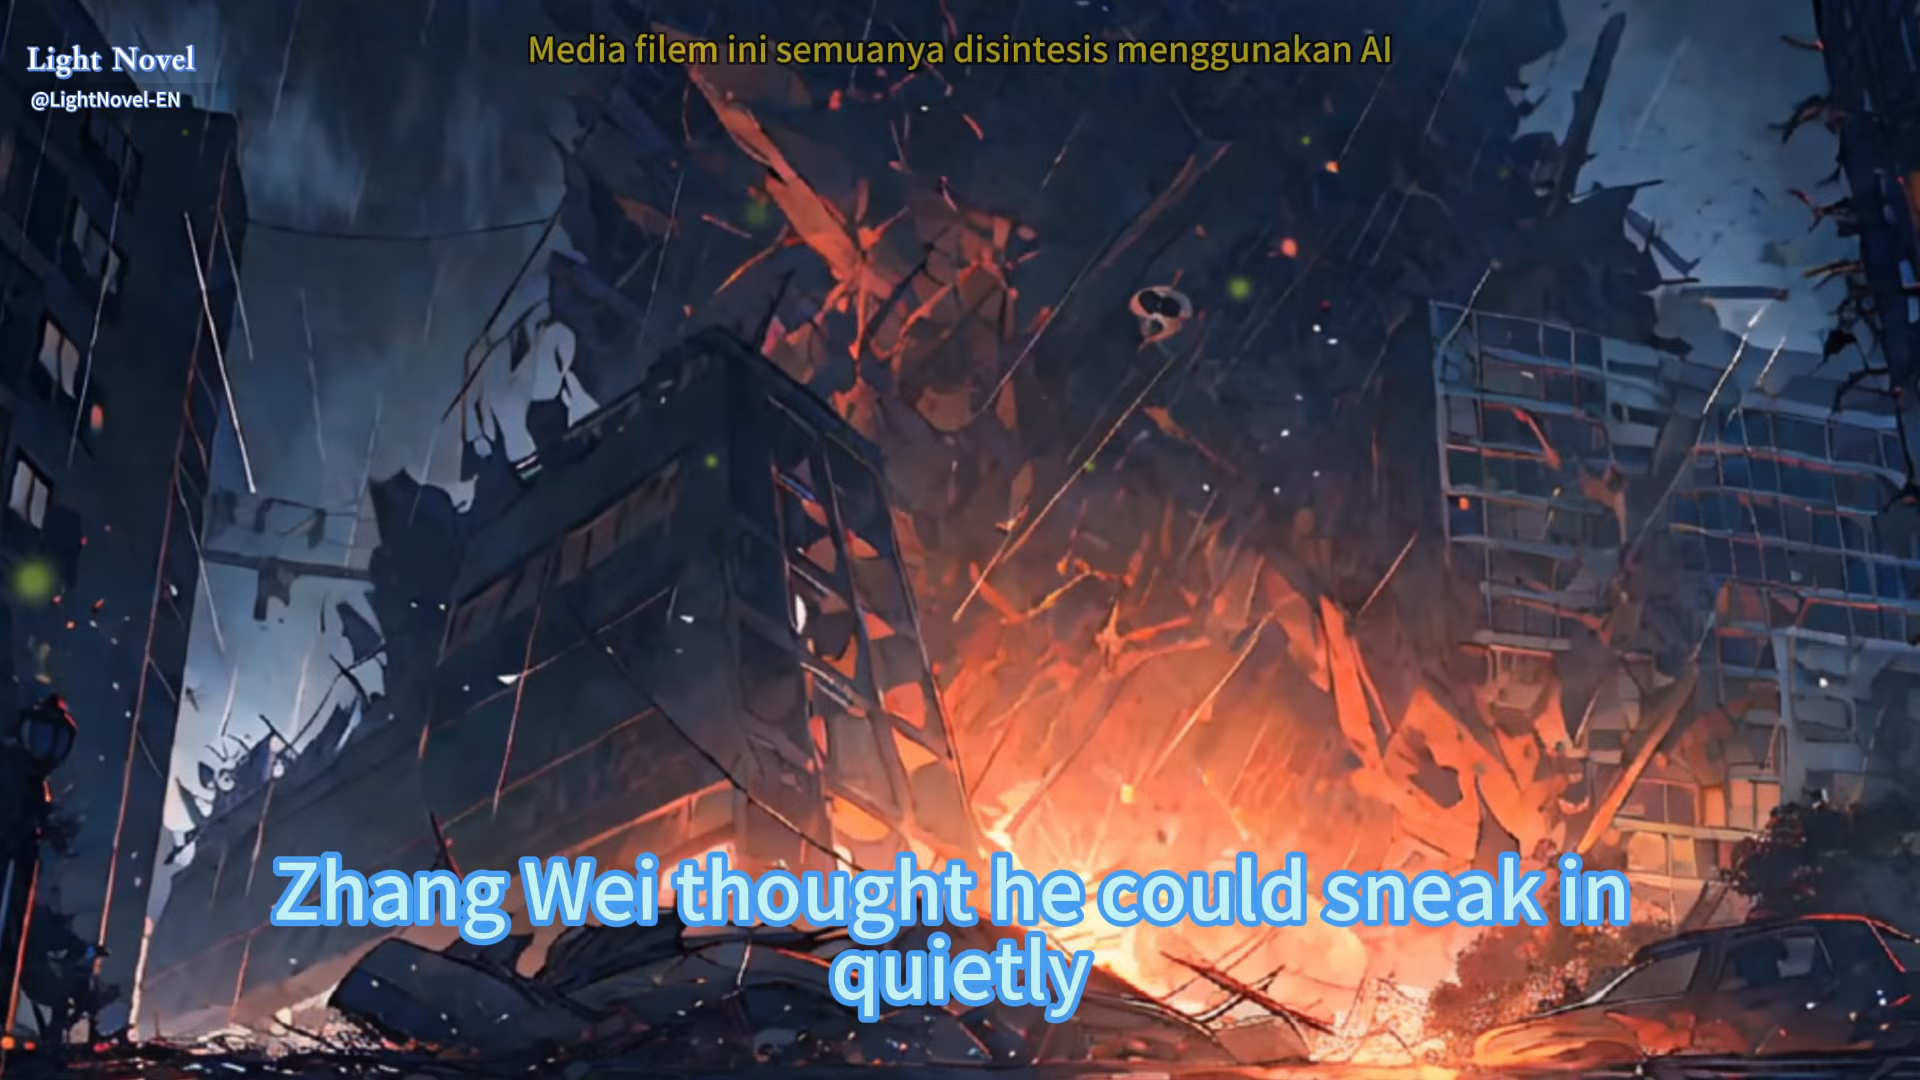 Light Novel
@LightNovel-EN
Media filem ini semuanya disintesis menggunakan AI
Zhang Wei thought he could sneak in
quietly